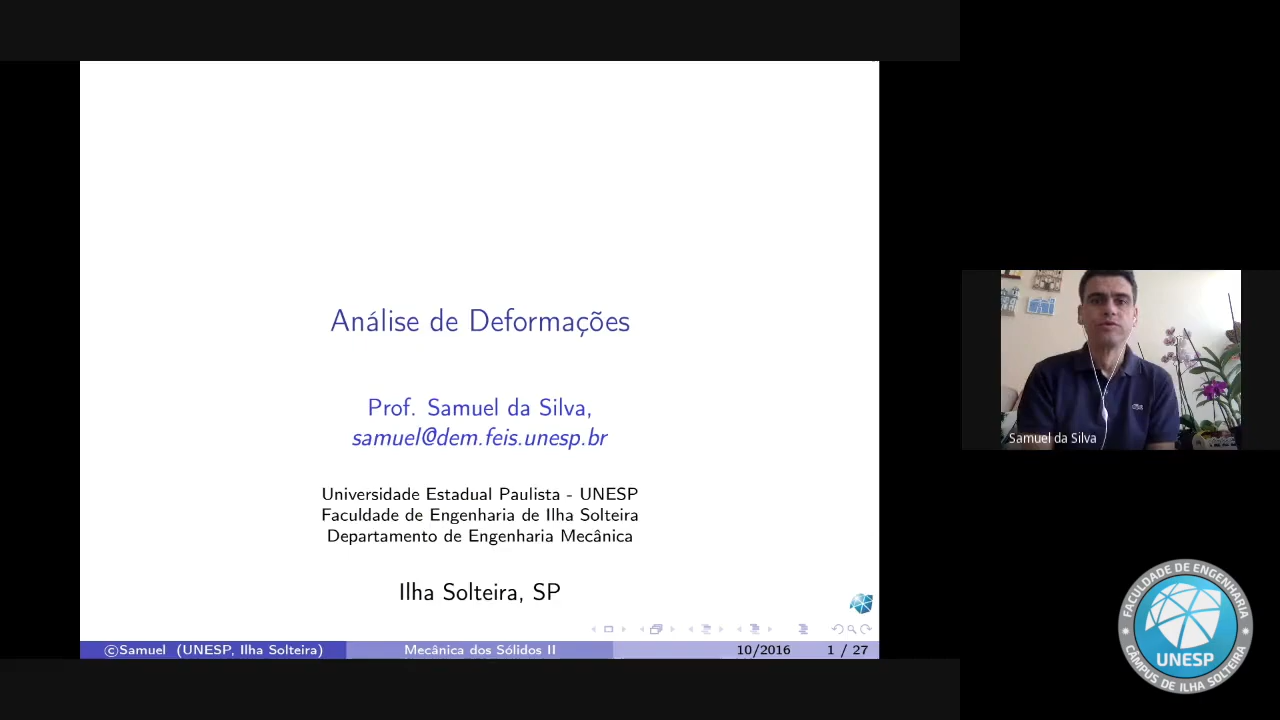 Análise de Deformações
Prof. Samuel da Silva,
samuel@dem.feis.unesp.br
Universidade Estadual Paulista - UNESP
Faculdade de Engenharia de Ilha Solteira
Departamento de Engenharia Mecânica
Ilha Solteira, SP
©Samuel (UNESP, Ilha Solteira)
Mecânica dos Sólidos II
10/2016
1 / 27
Samuel da Silva
FACULDADE DE ENGENHARIA
UNESP
CÂMPUS DE ILHA SOLTEIRA